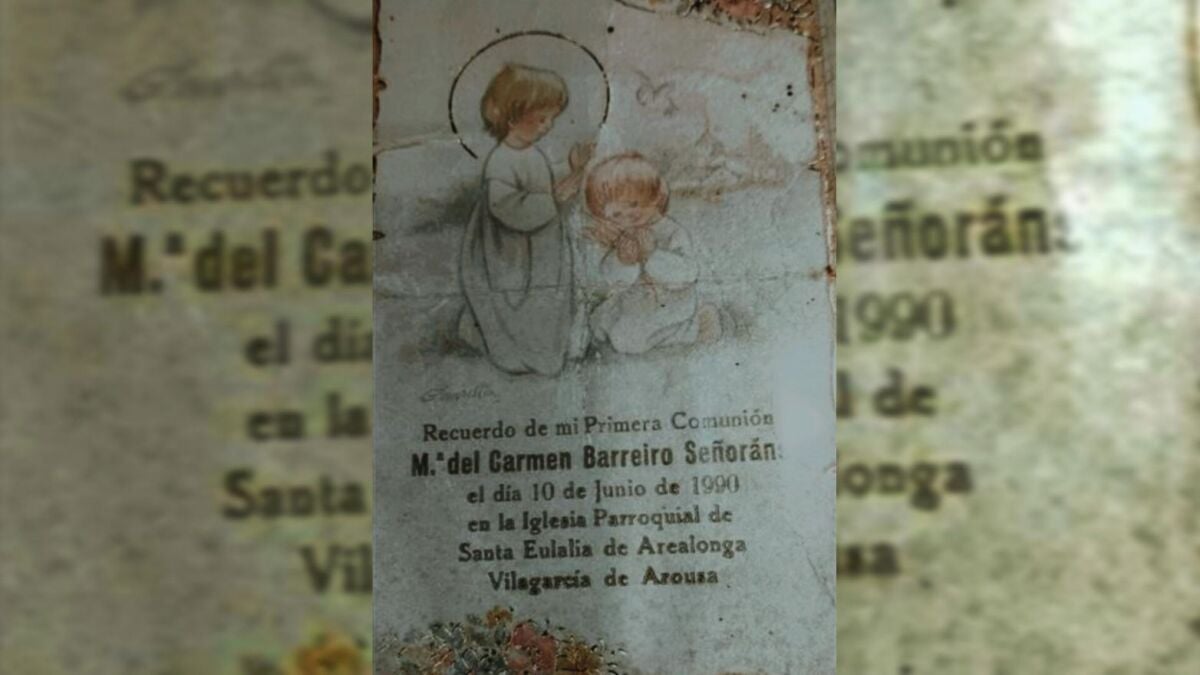 Recuerdo de mi Primera Comunión
M.ª del Carmen Barreiro Señoráns
el día 10 de Junio de 1990
en la Iglesia Parroquial de
Santa Eulalia de Arealonga
Vilagarcía de Arousa